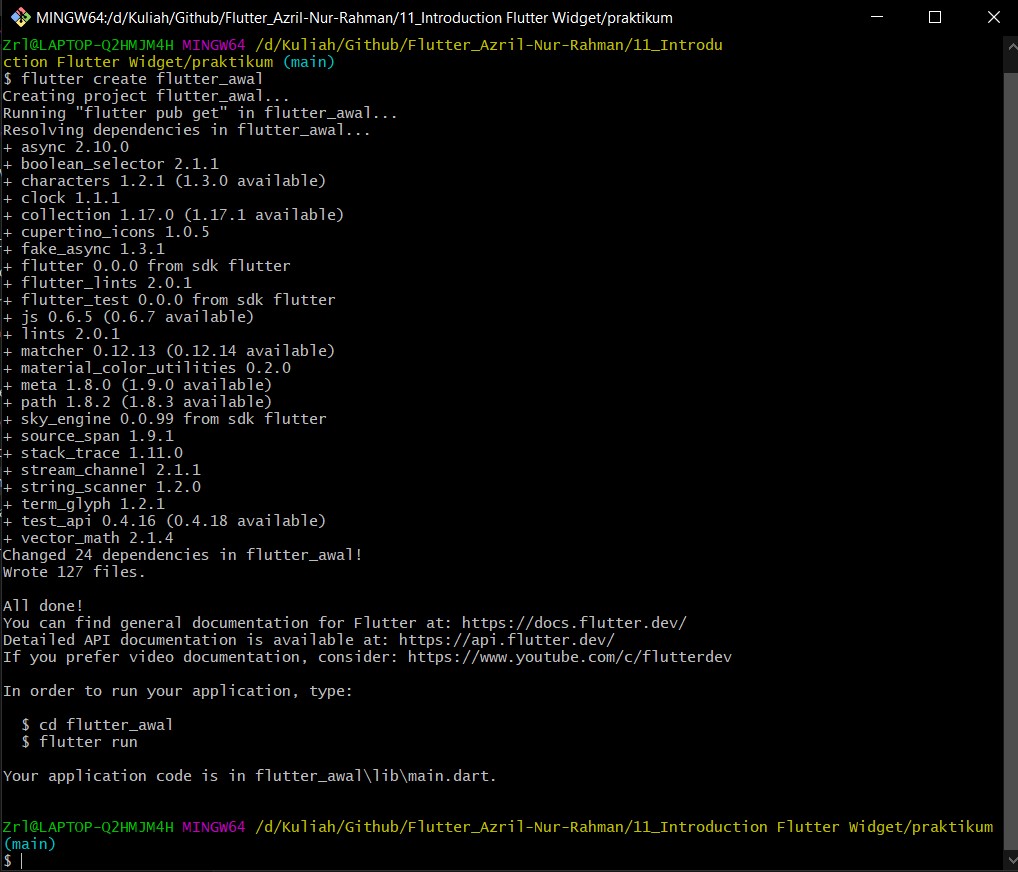 MINGW64:/d/Kuliah/Github/Flutter_Azril-Nur-Rahman/11_Introduction Flutter Widget/praktikum
Zrl@LAPTOP-Q2HMJM4H MINGW64 /d/Kuliah/Github/Flutter_Azril-Nur-Rahman/11_Introdu
ction Flutter Widget/praktikum (main)
$ flutter create flutter_awal
Creating project flutter_awal...
Running "flutter pub get" in flutter_awal...
Resolving dependencies in flutter_awal...
+ async 2.10.0
+ boolean_selector 2.1.1
+ characters 1.2.1 (1.3.0 available)
+ clock 1.1.1
+ collection 1.17.0 (1.17.1 available)
+ cupertino_icons 1.0.5
+ fake_async 1.3.1
+ flutter 0.0.0 from sdk flutter
+ flutter_lints 2.0.1
+ flutter_test 0.0.0 from sdk flutter
+ js 0.6.5 (0.6.7 available)
+ lints 2.0.1
+ matcher 0.12.13 (0.12.14 available)
+ material_color_utilities 0.2.0
+ meta 1.8.0 (1.9.0 available)
+ path 1.8.2 (1.8.3 available)
+ sky_engine 0.0.99 from sdk flutter
+ source_span 1.9.1
+ stack_trace 1.11.0
+ stream_channel 2.1.1
+ string_scanner 1.2.0
+ term_glyph 1.2.1
+ test_api 0.4.16 (0.4.18 available)
+ vector_math 2.1.4
Changed 24 dependencies in flutter_awal!
Wrote 127 files.
All done!
You can find general documentation for Flutter at: https://docs.flutter.dev/
Detailed API documentation is available at: https://api.flutter.dev/
If you prefer video documentation, consider: https://www.youtube.com/c/flutterdev
In order to run your application, type:
$ cd flutter_awal
$ flutter run
Your application code is in flutter_awal\lib\main.dart.
Zrl@LAPTOP-Q2HMJM4H MINGW64 /d/Kuliah/Github/Flutter_Azril-Nur-Rahman/11_Introduction Flutter Widget/praktikum
(main)
$